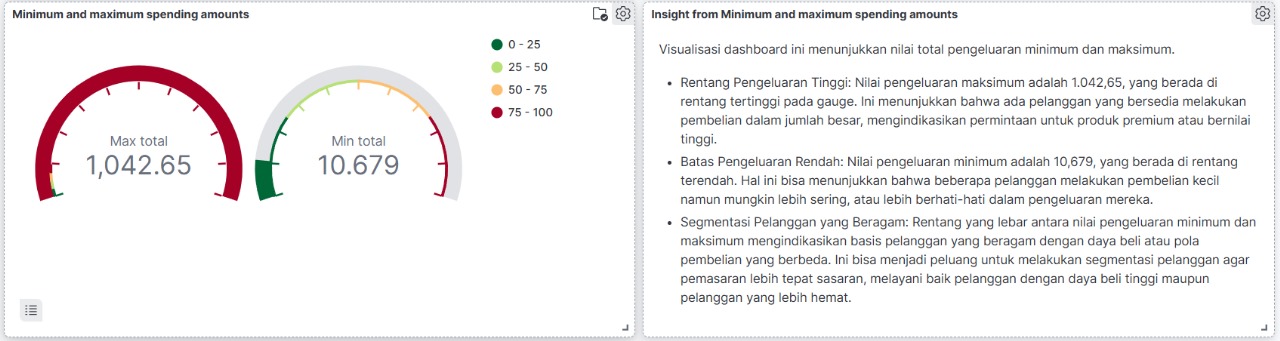 Minimum and maximum spending amounts
0 - 25
25 - 50
50 - 75
75 - 100
Max total
1,042.65
Min total
10.679
Insight from Minimum and maximum spending amounts
Visualisasi dashboard ini menunjukkan nilai total pengeluaran minimum dan maksimum.
• Rentang Pengeluaran Tinggi: Nilai pengeluaran maksimum adalah 1.042,65, yang berada di
rentang tertinggi pada gauge. Ini menunjukkan bahwa ada pelanggan yang bersedia melakukan
pembelian dalam jumlah besar, mengindikasikan permintaan untuk produk premium atau bernilai
tinggi.
• Batas Pengeluaran Rendah: Nilai pengeluaran minimum adalah 10,679, yang berada di rentang
terendah. Hal ini bisa menunjukkan bahwa beberapa pelanggan melakukan pembelian kecil
namun mungkin lebih sering, atau lebih berhati-hati dalam pengeluaran mereka.
• Segmentasi Pelanggan yang Beragam: Rentang yang lebar antara nilai pengeluaran minimum dan
maksimum mengindikasikan basis pelanggan yang beragam dengan daya beli atau pola
pembelian yang berbeda. Ini bisa menjadi peluang untuk melakukan segmentasi pelanggan agar
pemasaran lebih tepat sasaran, melayani baik pelanggan dengan daya beli tinggi maupun
pelanggan yang lebih hemat.